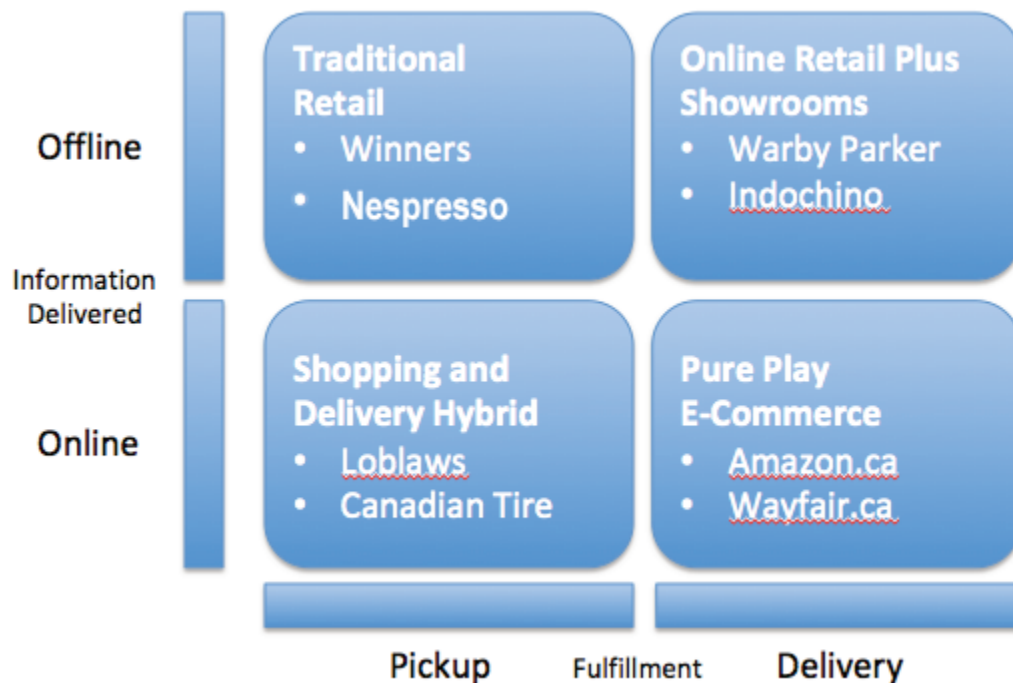 Traditional
Retail
• Winners
• Nespresso
Online Retail Plus
Showrooms
• Warby Parker
• Indochino
Offline
Information
Delivered
Shopping and
Delivery Hybrid
• Loblaws
• Canadian Tire
Pure Play
E-Commerce
• Amazon.ca
• Wayfair.ca
Online
Pickup
Fulfillment
Delivery